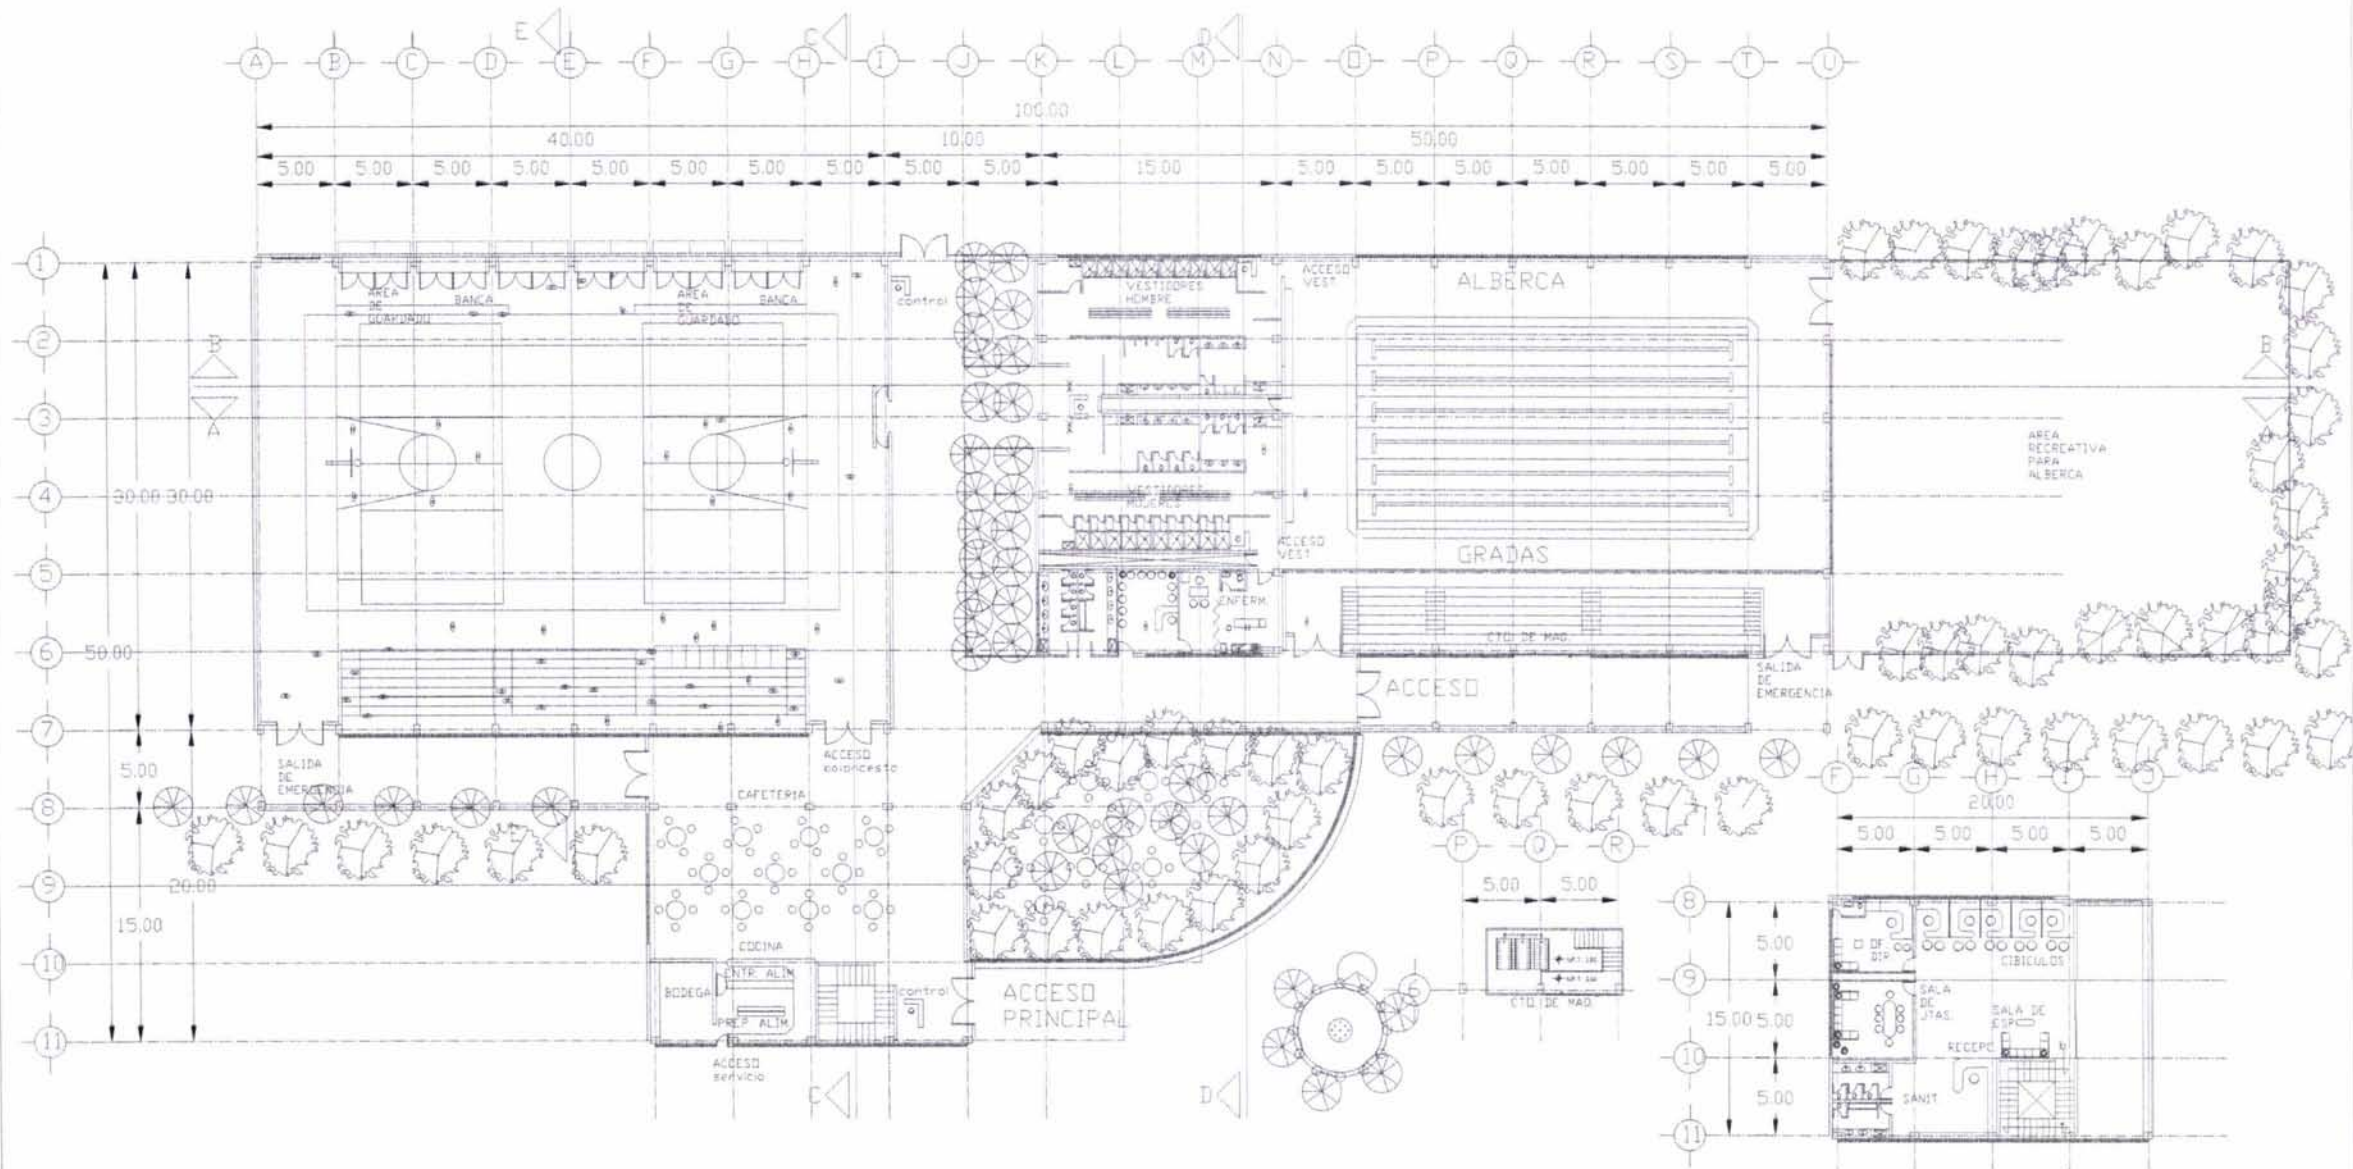 E C D
A B C D E F G H I J K L M N O P Q R S T U
100.00
40.00 10.00 50.00
5.00 5.00 5.00 5.00 5.00 5.00 5.00 5.00 5.00 5.00 15.00 5.00 5.00 5.00 5.00 5.00 5.00 5.00
1
AREA
DE
GUARDADO
BANCA
AREA
DE
GUARDADO
BANCA
control
VESTIDORES
HOMBRE
ACCESO
VEST
ALBERCA
2
B
B
3
A
AREA
RECREATIVA
PARA
ALBERCA
4
30.00 30.00
VESTIDORES
MUJERES
ACCESO
VEST
GRADAS
5
ENFERM.
CTO DE MAQ.
6
50.00
ACCESO
SALIDA
DE
EMERGENCIA
7
5.00
SALIDA
DE
EMERGENCIA
ACCESO
baloncesto
CAFETERIA
8
9
20.00
15.00
COCINA
10
BODEGA
CNTR. ALIM.
PREP. ALIM.
control
ACCESO
PRINCIPAL
11
ACCESO
servicio
C D
P Q R
5.00 5.00
CTO DE MAQ.
F G H I J
20.00
5.00 5.00 5.00 5.00
8
5.00
OF
DIR
CIBICULOS
9
SALA
DE
JTAS.
SALA DE
ESP
15.00 5.00
RECEPC
10
5.00
SANIT
11